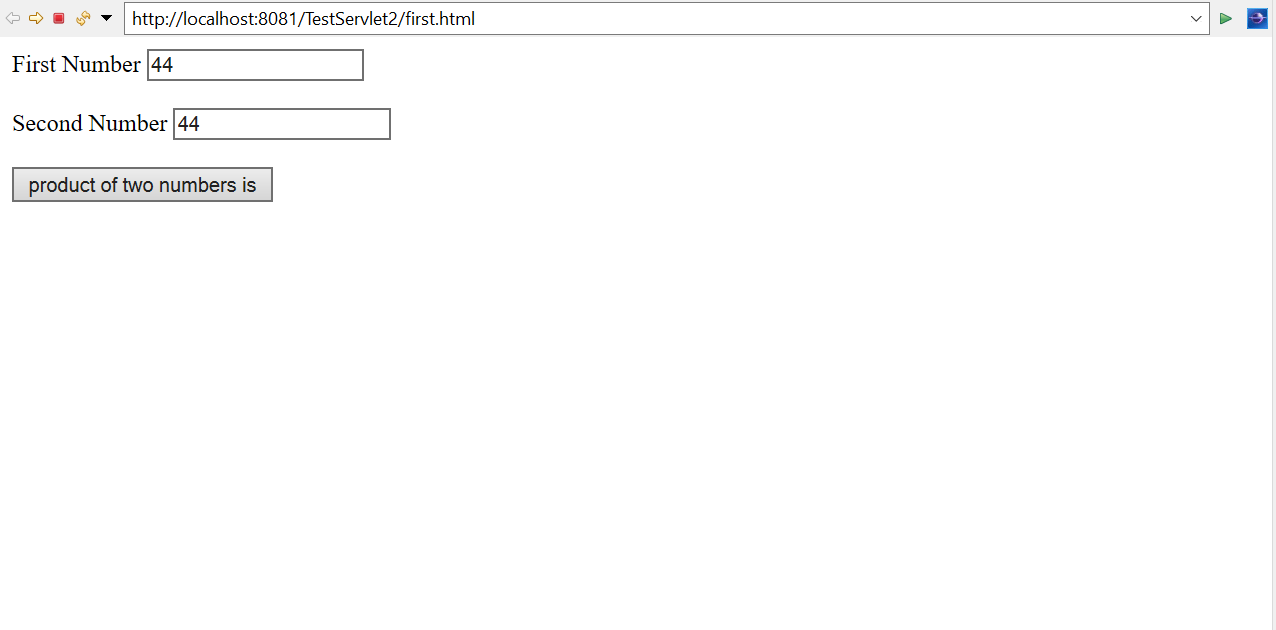 http://localhost:8081/TestServlet2/first.html
First Number 44
Second Number 44
product of two numbers is